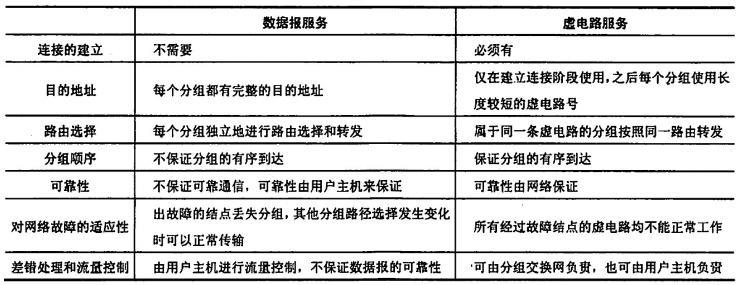 数据报服务 虚电路服务
连接的建立 不需要 必须有
目的地址 每个分组都有完整的目的地址 仅在建立连接阶段使用,之后每个分组使用长
度较短的虚电路号
路由选择 每个分组独立地进行路由选择和转发 属于同一条虚电路的分组按照同一路由转发
分组顺序 不保证分组的有序到达 保证分组的有序到达
可靠性 不保证可靠通信,可靠性由用户主机来保证 可靠性由网络保证
对网络故障的适应性 出故障的结点丢失分组,其他分组路径选择发生变化
时可以正常传输 所有经过故障结点的虚电路均不能正常工作
差错处理和流量控制 由用户主机进行流量控制,不保证数据报的可靠性 可由分组交换网负责,也可由用户主机负责